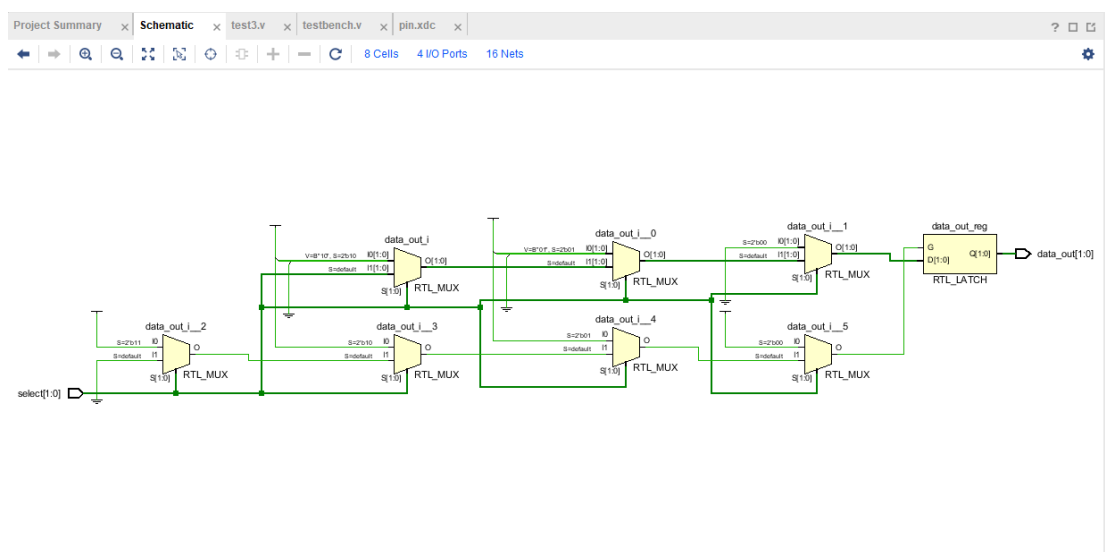 Project Summary × Schematic × test3.v × testbench.v × pin.xdc × ?
8 Cells 4 I/O Ports 16 Nets
data_out_i
V=B"10", S=2'b10 I0[1:0]
S=default I1[1:0]
O[1:0]
S[1:0] RTL_MUX
data_out_i__0
V=B"01", S=2'b01 I0[1:0]
S=default I1[1:0]
O[1:0]
S[1:0] RTL_MUX
data_out_i__1
S=2'b00 I0[1:0]
S=default I1[1:0]
O[1:0]
S[1:0] RTL_MUX
data_out_reg
G
D[1:0] Q[1:0]
RTL_LATCH
data_out[1:0]
data_out_i__2
S=2'b11 I0
S=default I1
O
S[1:0] RTL_MUX
data_out_i__3
S=2'b10 I0
S=default I1
O
S[1:0] RTL_MUX
data_out_i__4
S=2'b01 I0
S=default I1
O
S[1:0] RTL_MUX
data_out_i__5
S=2'b00 I0
S=default I1
O
S[1:0] RTL_MUX
select[1:0]